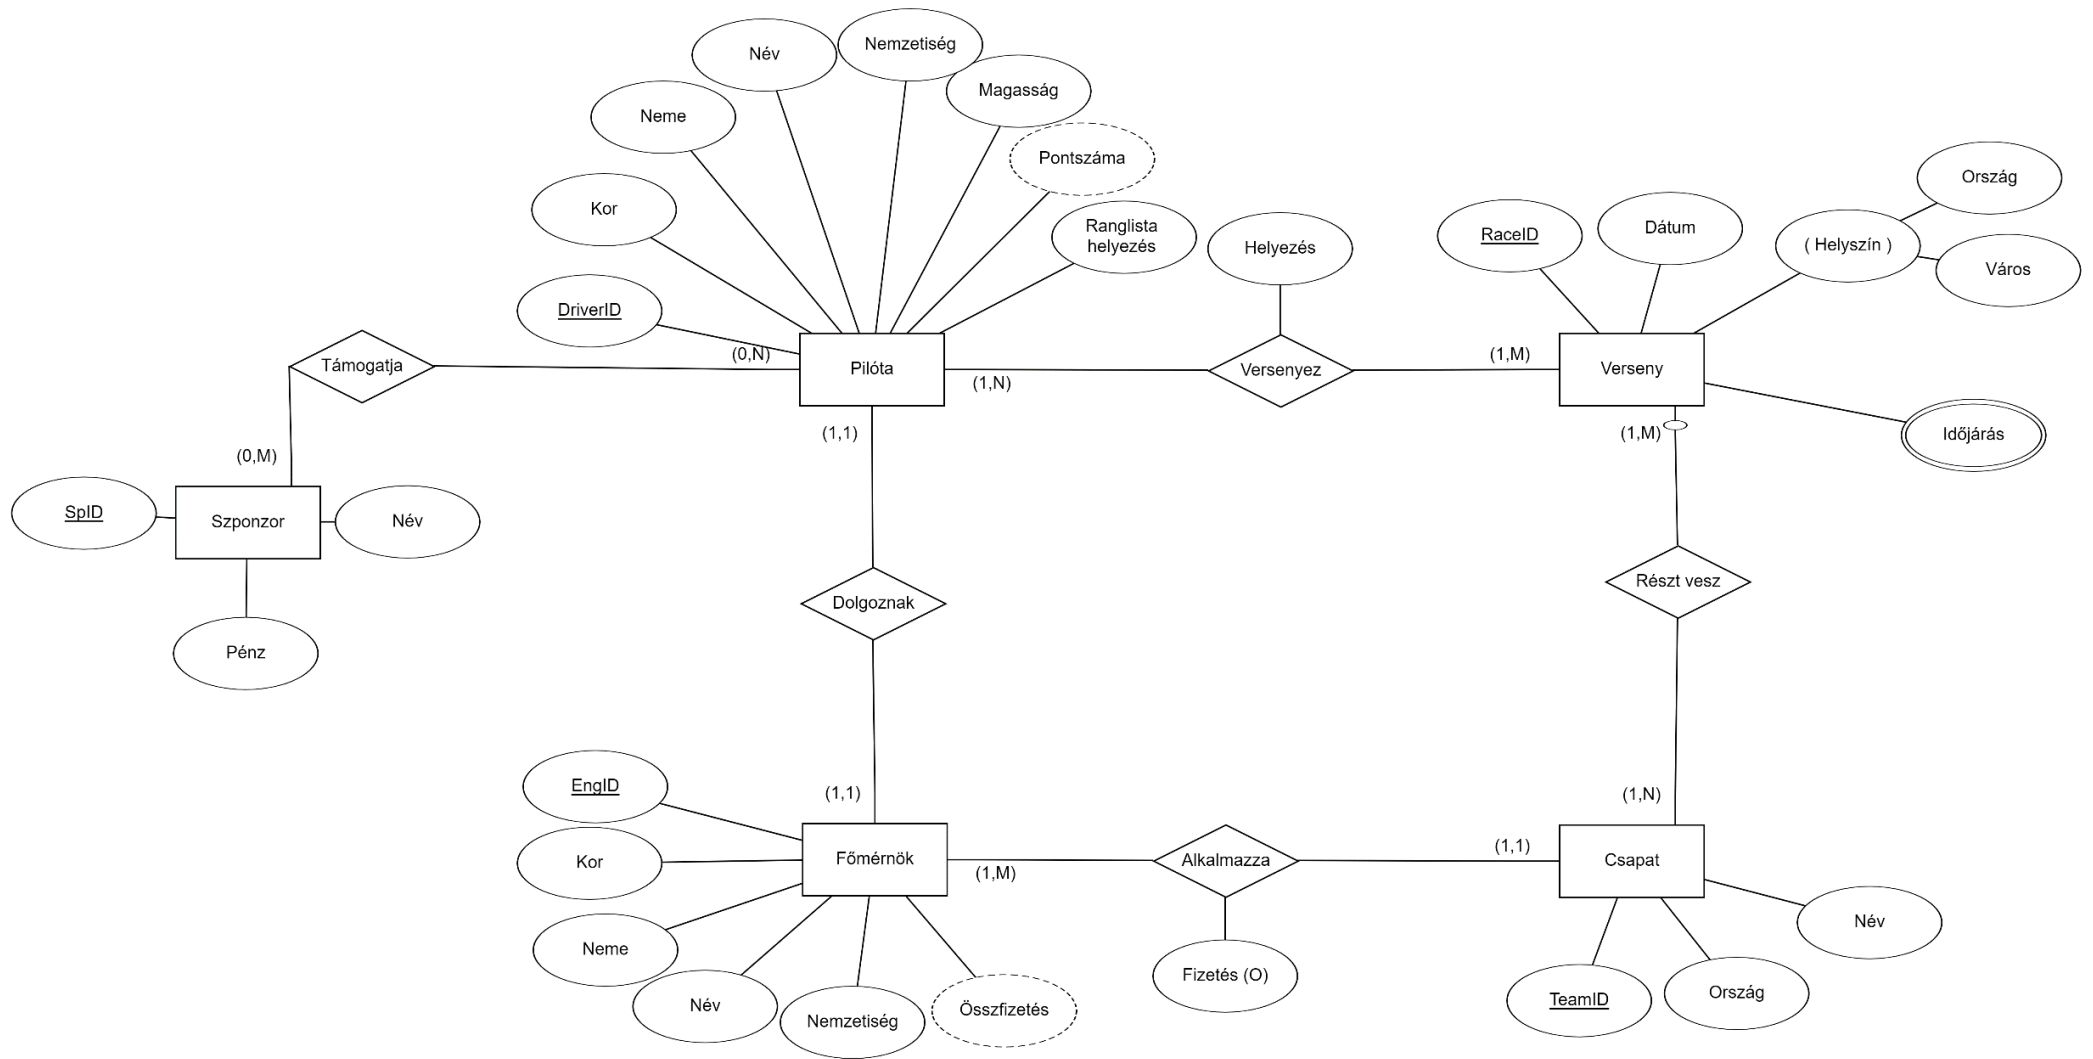 Név
Nemzetiség
Magasság
Neme
Pontszáma
Kor
Ranglista
helyezés
DriverID
Helyezés
RaceID
Dátum
( Helyszín )
Ország
Város
Támogatja
(0,N)
Pilóta
(1,N)
Versenyez
(1,M)
Verseny
(1,1)
(1,M)
Időjárás
(0,M)
SpID
Szponzor
Név
Pénz
Dolgoznak
Részt vesz
(1,1)
(1,N)
EngID
Kor
Neme
Név
Nemzetiség
Összfizetés
Főmérnök
(1,M)
Alkalmazza
(1,1)
Csapat
Fizetés (O)
Név
TeamID
Ország